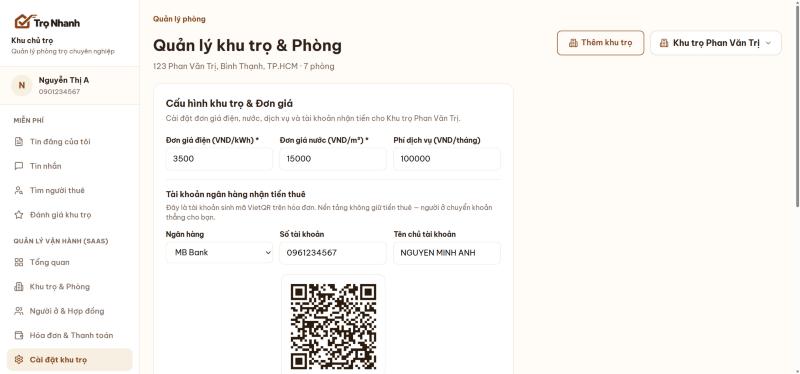 Trọ Nhanh
Khu chủ trọ
Quản lý phòng trọ chuyên nghiệp
N
Nguyễn Thị A
0901234567
MIỄN PHÍ
Tin đăng của tôi
Tin nhắn
Tìm người thuê
Đánh giá khu trọ
QUẢN LÝ VẬN HÀNH (SAAS)
Tổng quan
Khu trọ & Phòng
Người ở & Hợp đồng
Hóa đơn & Thanh toán
Cài đặt khu trọ
Quản lý phòng
Quản lý khu trọ & Phòng
123 Phan Văn Trị, Bình Thạnh, TP.HCM · 7 phòng
Thêm khu trọ
Khu trọ Phan Văn Trị
Cấu hình khu trọ & Đơn giá
Cài đặt đơn giá điện, nước, dịch vụ và tài khoản nhận tiền cho Khu trọ Phan Văn Trị.
Đơn giá điện (VND/kWh) * Đơn giá nước (VND/m³) * Phí dịch vụ (VND/tháng)
3500 15000 100000
Tài khoản ngân hàng nhận tiền thuê
Đây là tài khoản sinh mã VietQR trên hóa đơn. Nền tảng không giữ tiền thuê — người ở chuyển khoản
thẳng cho bạn.
Ngân hàng Số tài khoản Tên chủ tài khoản
MB Bank 0961234567 NGUYEN MINH ANH